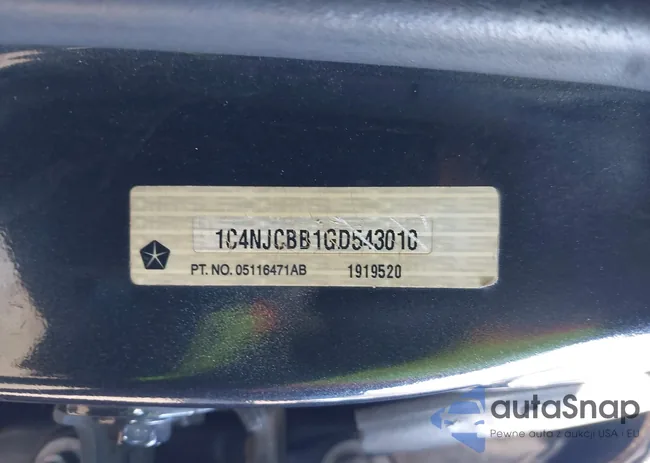 1C4NJCBB1GD543010
PT. NO. 05116471AB 1919520
autaSnap
Pewne auta z aukcji USA i EU